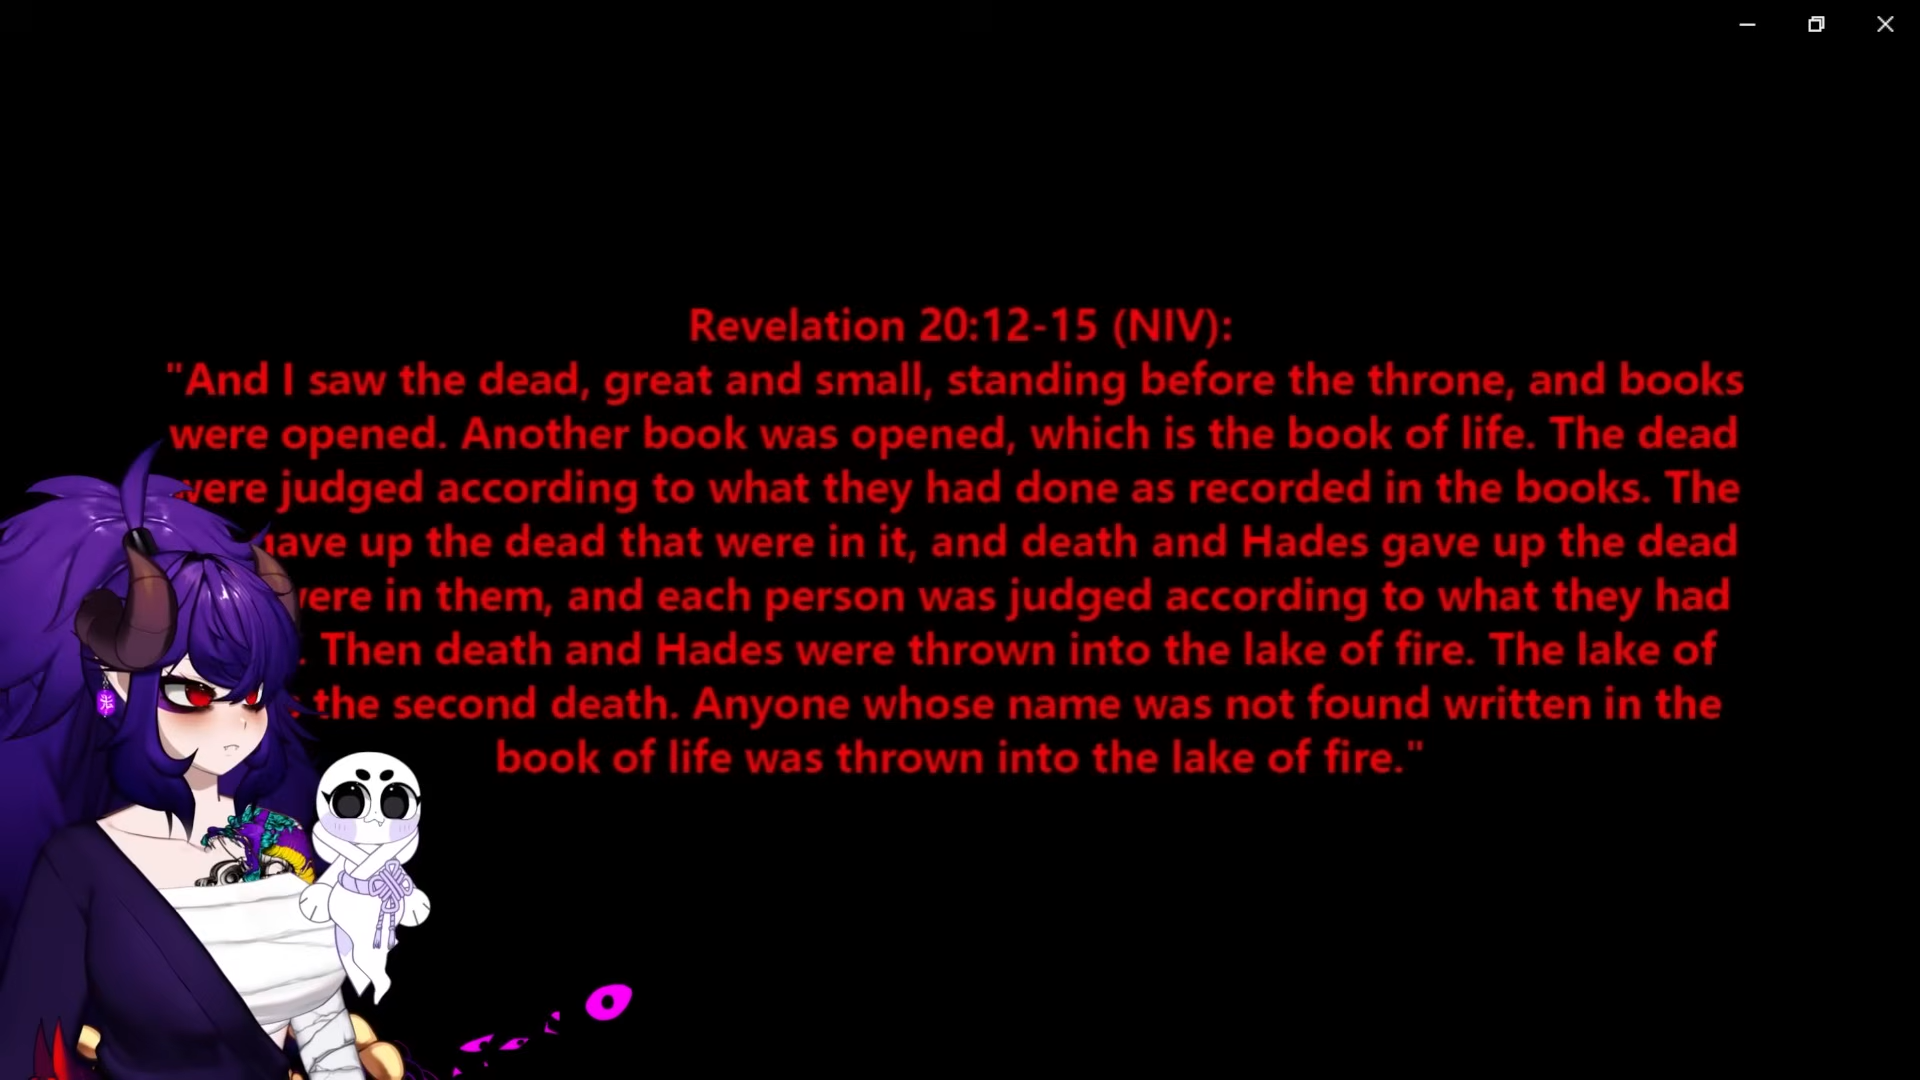 Revelation 20:12-15 (NIV):
"And I saw the dead, great and small, standing before the throne, and books
were opened. Another book was opened, which is the book of life. The dead
were judged according to what they had done as recorded in the books. The
gave up the dead that were in it, and death and Hades gave up the dead
were in them, and each person was judged according to what they had
. Then death and Hades were thrown into the lake of fire. The lake of
the second death. Anyone whose name was not found written in the
book of life was thrown into the lake of fire."